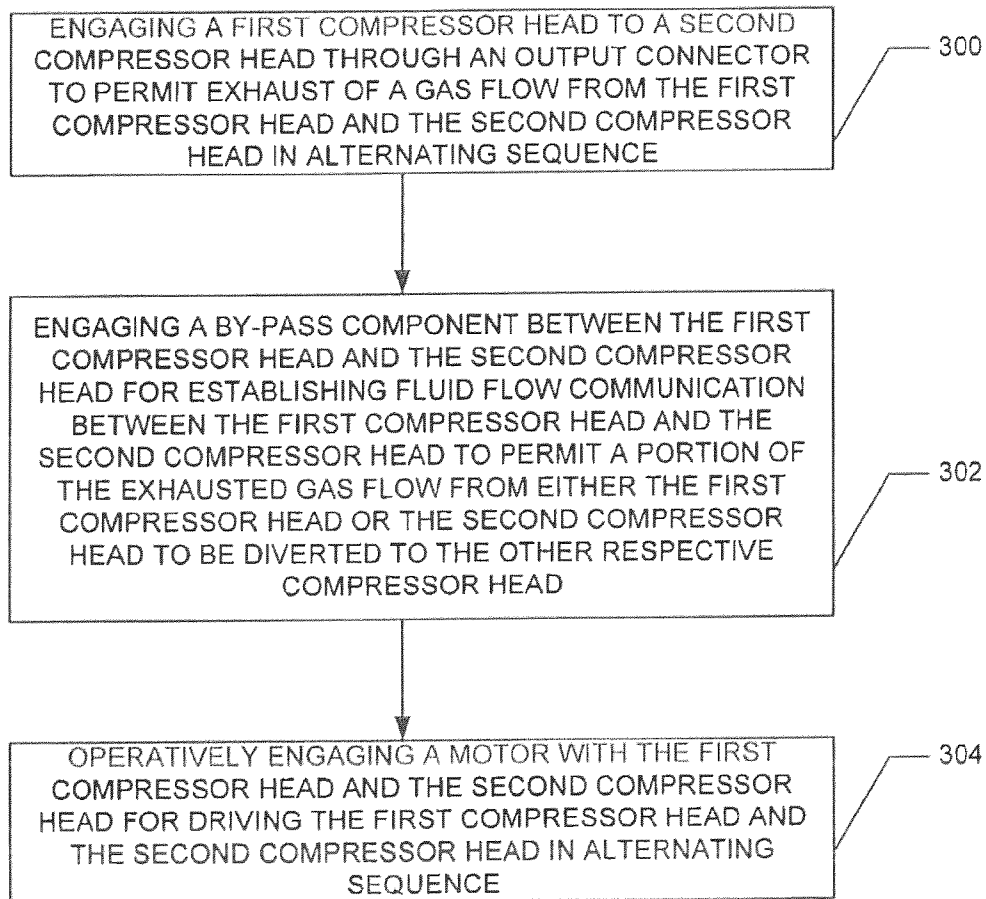 ENGAGING A FIRST COMPRESSOR HEAD TO A SECOND
COMPRESSOR HEAD THROUGH AN OUTPUT CONNECTOR
TO PERMIT EXHAUST OF A GAS FLOW FROM THE FIRST
COMPRESSOR HEAD AND THE SECOND COMPRESSOR
HEAD IN ALTERNATING SEQUENCE
300
ENGAGING A BY-PASS COMPONENT BETWEEN THE FIRST
COMPRESSOR HEAD AND THE SECOND COMPRESSOR
HEAD FOR ESTABLISHING FLUID FLOW COMMUNICATION
BETWEEN THE FIRST COMPRESSOR HEAD AND THE
SECOND COMPRESSOR HEAD TO PERMIT A PORTION OF
THE EXHAUSTED GAS FLOW FROM EITHER THE FIRST
COMPRESSOR HEAD OR THE SECOND COMPRESSOR
HEAD TO BE DIVERTED TO THE OTHER RESPECTIVE
COMPRESSOR HEAD
302
OPERATIVELY ENGAGING A MOTOR WITH THE FIRST
COMPRESSOR HEAD AND THE SECOND COMPRESSOR
HEAD FOR DRIVING THE FIRST COMPRESSOR HEAD AND
THE SECOND COMPRESSOR HEAD IN ALTERNATING
SEQUENCE
304